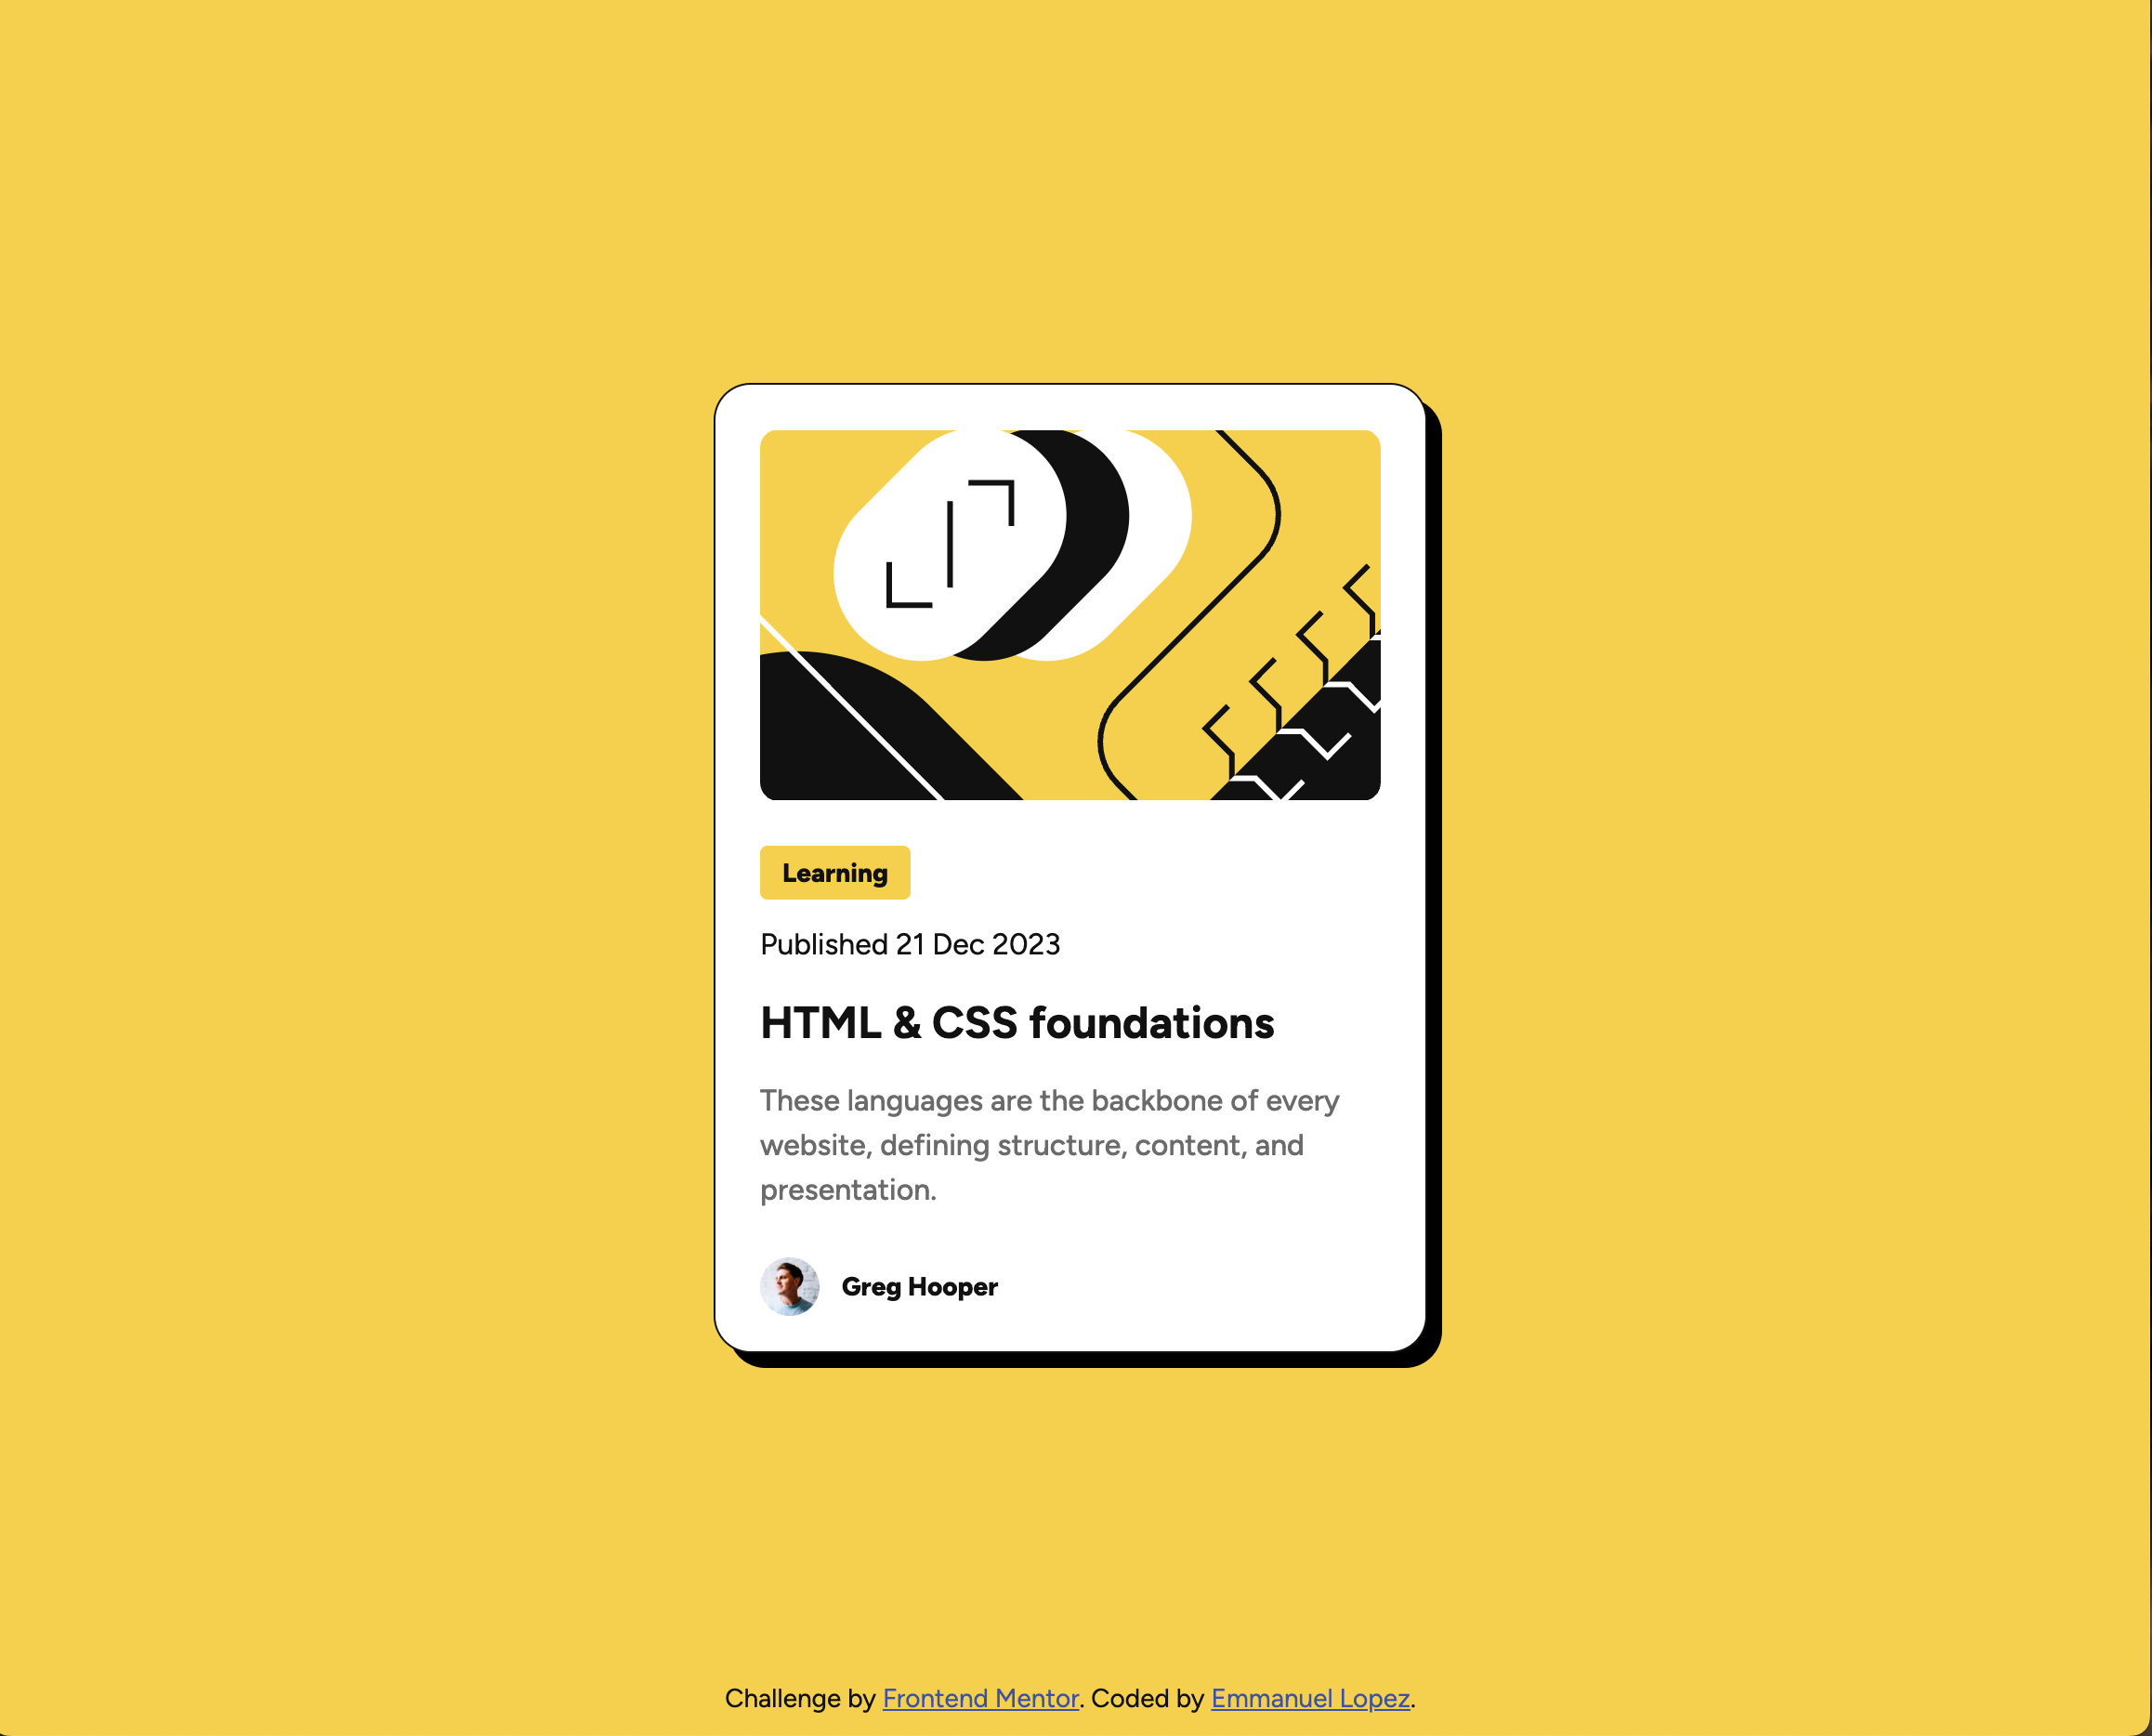 Learning
Published 21 Dec 2023
HTML & CSS foundations
These languages are the backbone of every
website, defining structure, content, and
presentation.
Greg Hooper
Challenge by Frontend Mentor. Coded by Emmanuel Lopez.